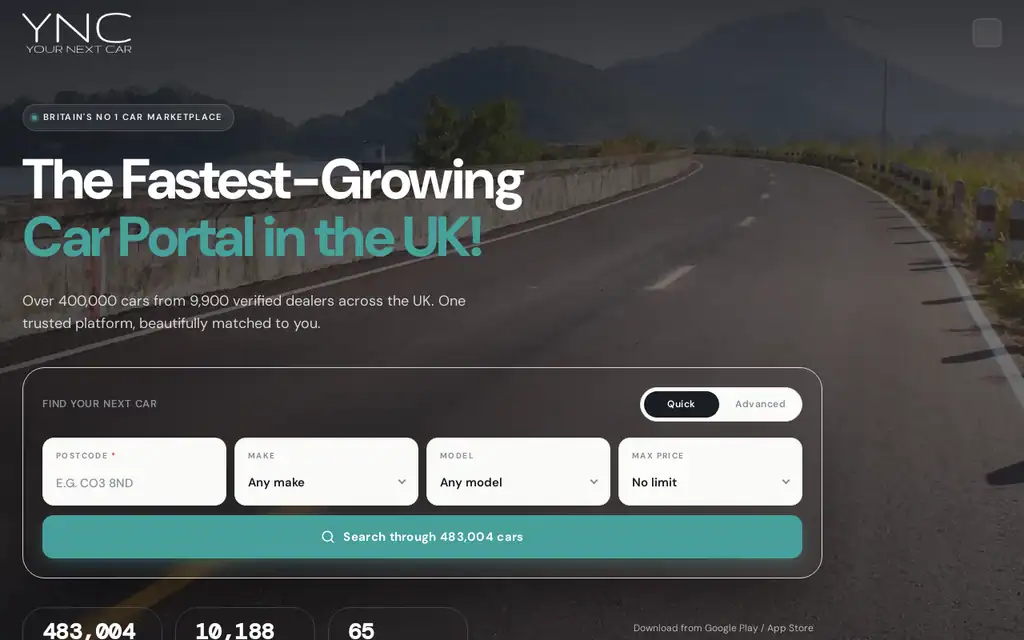 YNC
YOUR NEXT CAR
BRITAIN'S NO 1 CAR MARKETPLACE
The Fastest-Growing
Car Portal in the UK!
Over 400,000 cars from 9,900 verified dealers across the UK. One
trusted platform, beautifully matched to you.
FIND YOUR NEXT CAR
Quick
Advanced
POSTCODE *
MAKE
MODEL
MAX PRICE
E.G. CO3 8ND
Any make
Any model
No limit
Search through 483,004 cars
483,004
10,188
65
Download from Google Play / App Store